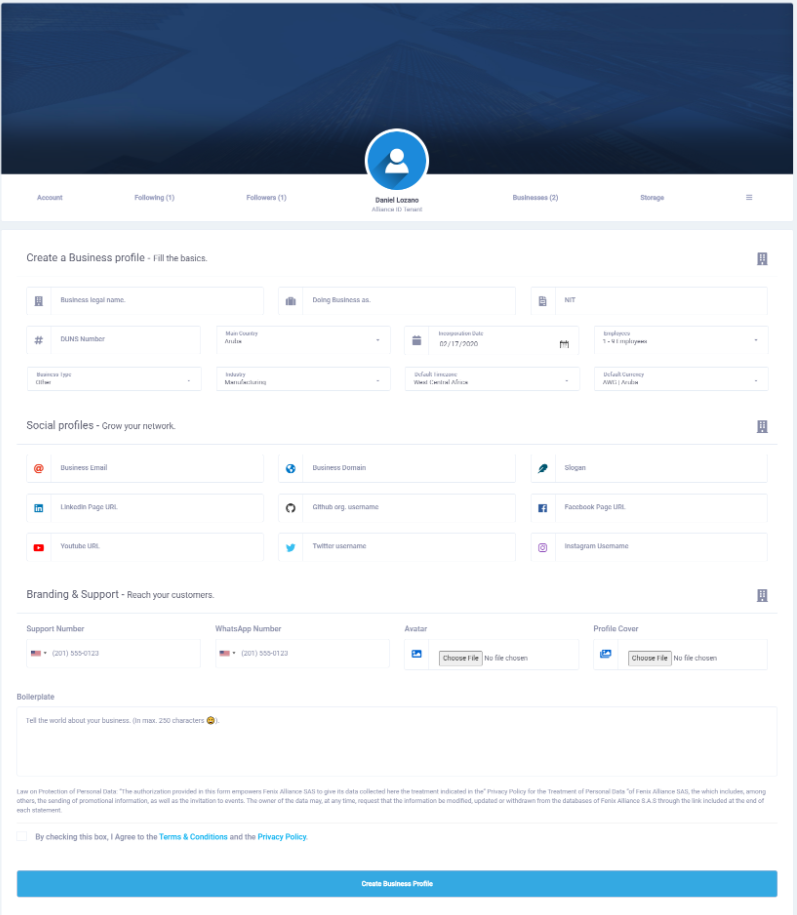 Account
Following (1)
Followers (1)
Daniel Lozano
Alliance ID Tenant
Businesses (2)
Storage
Create a Business profile - Fill the basics.
Business legal name.
Doing Business as.
NIT
DUNS Number
Main Country
Aruba
Incorporation Date
02/17/2020
Employees
1 - 9 Employees
Business Type
Other
Industry
Manufacturing
Default Timezone
West Central Africa
Default Currency
AWG | Aruba
Social profiles - Grow your network.
Business Email
Business Domain
Slogan
LinkedIn Page URL
Github org. username
Facebook Page URL
Youtube URL
Twitter username
Instagram Username
Branding & Support - Reach your customers.
Support Number
WhatsApp Number
Avatar
Profile Cover
(201) 555-0123
(201) 555-0123
Choose File No file chosen
Choose File No file chosen
Boilerplate
Tell the world about your business. (In max. 250 characters 😅).
Law on Protection of Personal Data: "The authorization provided in this form empowers Fenix Alliance SAS to give its data collected here the treatment indicated in the" Privacy Policy for the Treatment of Personal Data "of Fenix Alliance SAS, the which includes, among
others, the sending of promotional information, as well as the invitation to events. The owner of the data may, at any time, request that the information be modified, updated or withdrawn from the databases of Fenix Alliance S.A.S through the link included at the end of
each statement.
By checking this box, I Agree to the Terms & Conditions and the Privacy Policy.
Create Business Profile